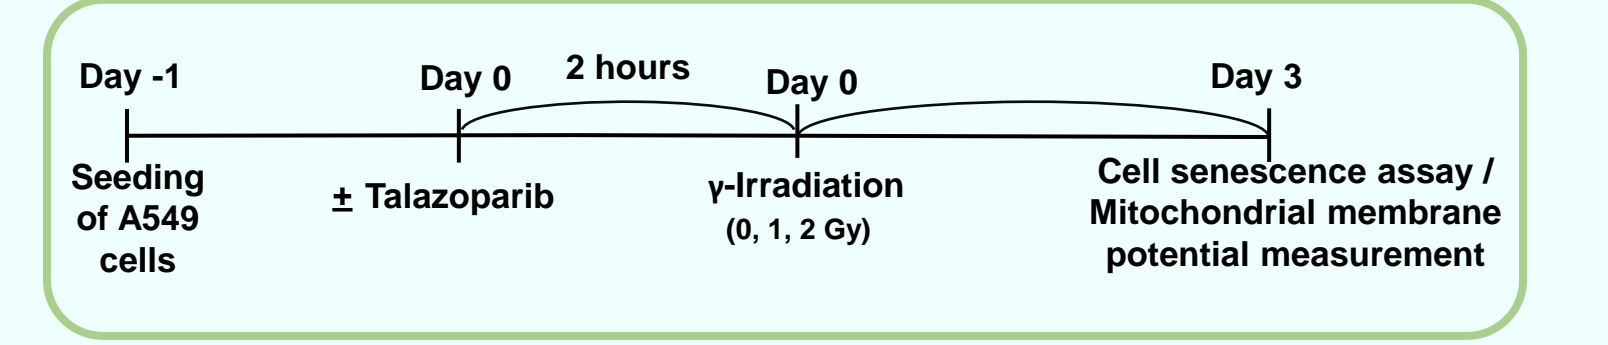 Day -1
Day 0
2 hours
Day 0
Day 3
Seeding
of A549
cells
± Talazoparib
γ-Irradiation
(0, 1, 2 Gy)
Cell senescence assay /
Mitochondrial membrane
potential measurement